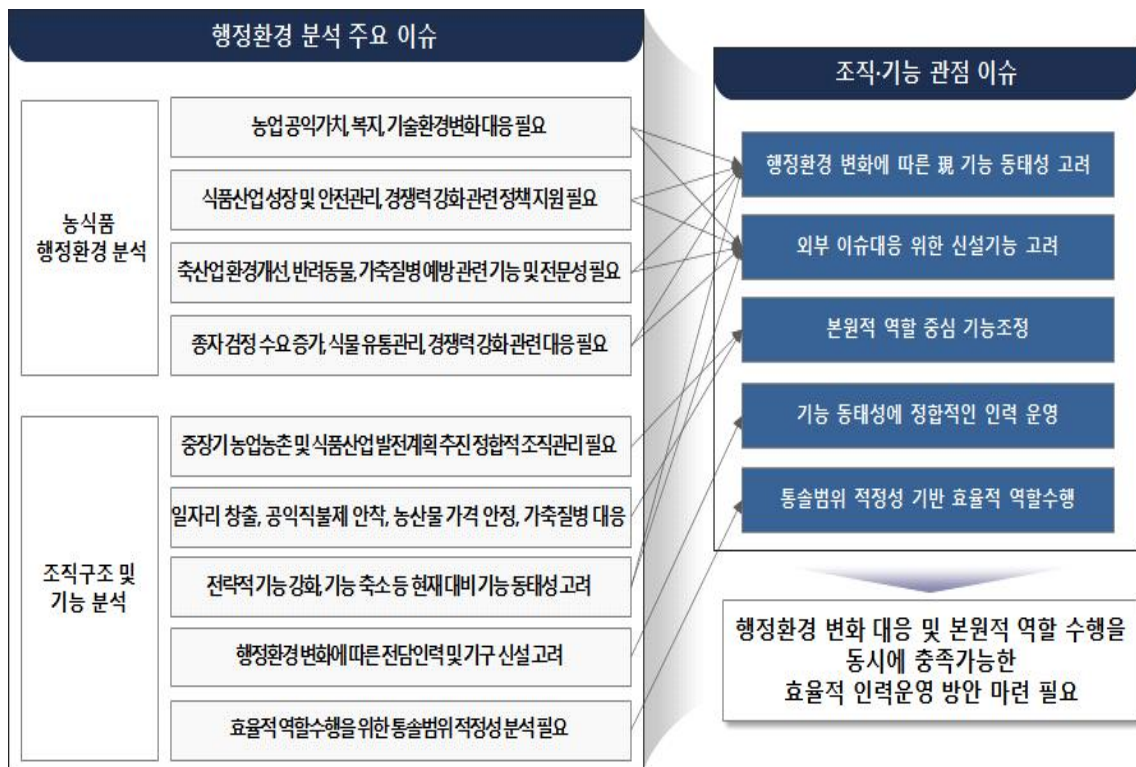 행정환경 분석 주요 이슈
농식품
행정환경 분석
농업 공익가치, 복지, 기술환경변화 대응 필요
식품산업 성장 및 안전관리, 경쟁력 강화 관련 정책 지원 필요
축산업 환경개선, 반려동물, 가축질병 예방 관련 기능 및 전문성 필요
종자 검정 수요 증가, 식물 유통관리, 경쟁력 강화 관련 대응 필요
조직구조 및
기능 분석
중장기 농업농촌 및 식품산업 발전계획 추진 정합적 조직관리 필요
일자리 창출, 공익직불제 안착, 농산물 가격 안정, 가축질병 대응
전략적 기능 강화, 기능 축소 등 현재 대비 기능 동태성 고려
행정환경 변화에 따른 전담인력 및 기구 신설 고려
효율적 역할수행을 위한 통솔범위 적정성 분석 필요
조직·기능 관점 이슈
행정환경 변화에 따른 現 기능 동태성 고려
외부 이슈대응 위한 신설기능 고려
본원적 역할 중심 기능조정
기능 동태성에 정합적인 인력 운영
통솔범위 적정성 기반 효율적 역할수행
행정환경 변화 대응 및 본원적 역할 수행을
동시에 충족가능한
효율적 인력운영 방안 마련 필요